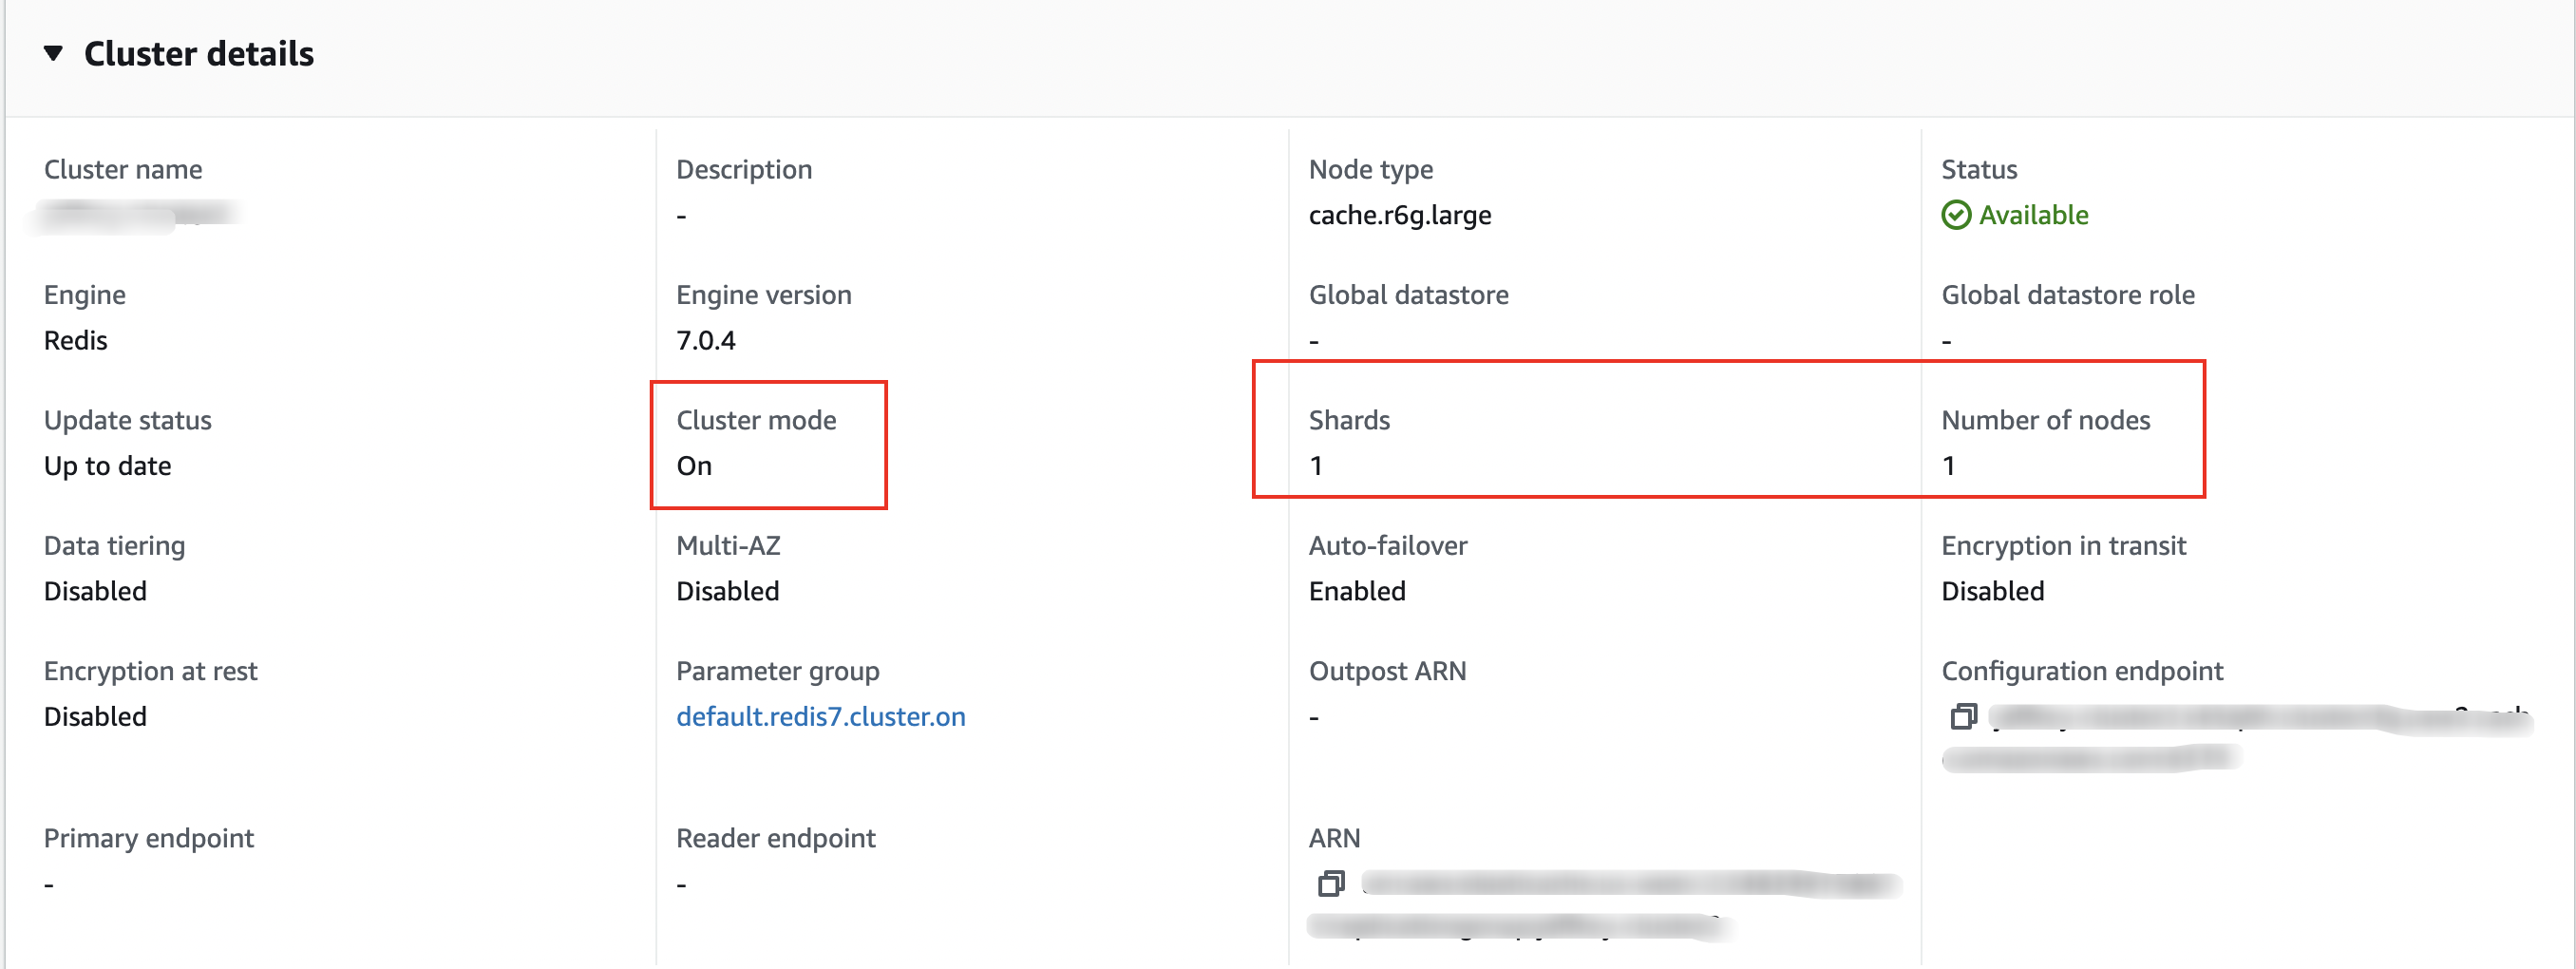 Cluster details
Cluster name
Description
-
Node type
cache.r6g.large
Status
Available
Engine
Redis
Engine version
7.0.4
Global datastore
-
Global datastore role
-
Update status
Up to date
Cluster mode
On
Shards
1
Number of nodes
1
Data tiering
Disabled
Multi-AZ
Disabled
Auto-failover
Enabled
Encryption in transit
Disabled
Encryption at rest
Disabled
Parameter group
default.redis7.cluster.on
Outpost ARN
-
Configuration endpoint
Primary endpoint
-
Reader endpoint
-
ARN